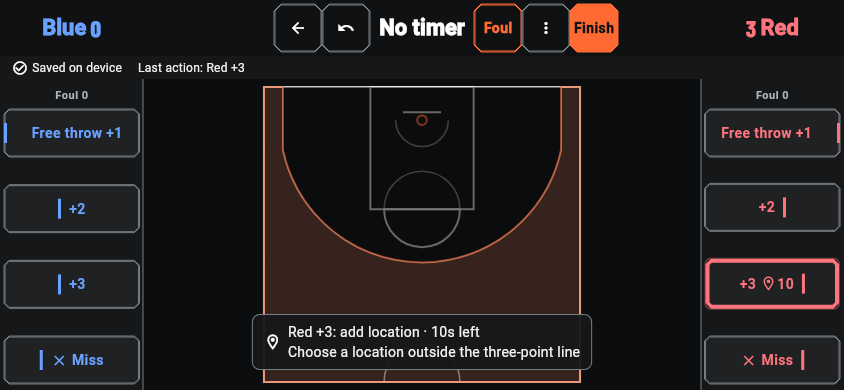 Blue 0
No timer
Foul
Finish
3 Red
Saved on device
Last action: Red +3
Foul 0
Free throw +1
+2
+3
Miss
Foul 0
Free throw +1
+2
+3 10
Miss
Red +3: add location · 10s left
Choose a location outside the three-point line